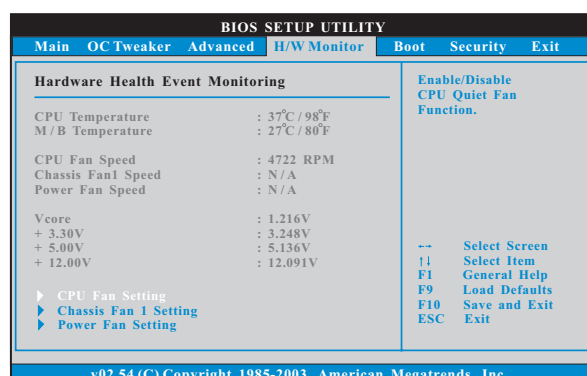 BIOS SETUP UTILITY
Main OC Tweaker Advanced H/W Monitor Boot Security Exit
Hardware Health Event Monitoring
CPU Temperature : 37°C / 98°F
M / B Temperature : 27°C / 80°F
CPU Fan Speed : 4722 RPM
Chassis Fan1 Speed : N / A
Power Fan Speed : N / A
Vcore : 1.216V
+ 3.30V : 3.248V
+ 5.00V : 5.136V
+ 12.00V : 12.091V
CPU Fan Setting
Chassis Fan 1 Setting
Power Fan Setting
Enable/Disable
CPU Quiet Fan
Function.
←→ Select Screen
↑↓ Select Item
F1 General Help
F9 Load Defaults
F10 Save and Exit
ESC Exit
v02.54 (C) Copyright 1985-2003, American Megatrends, Inc.